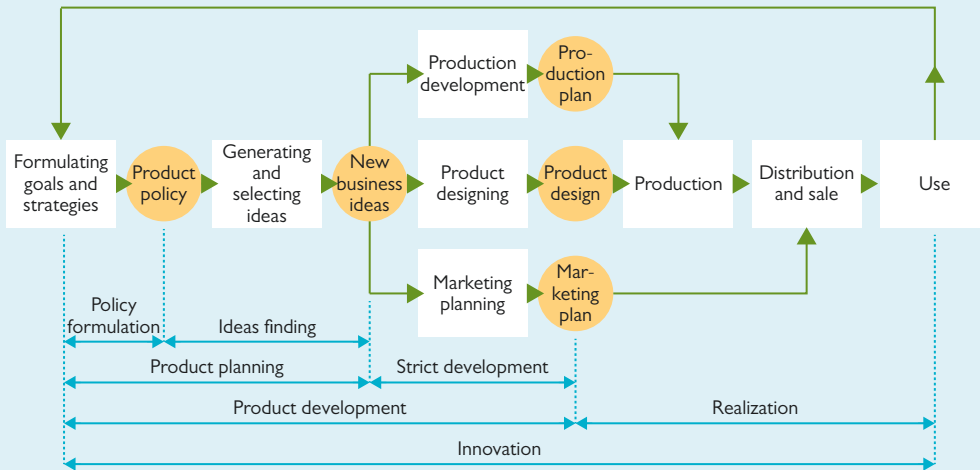 Production
development
Pro-
duction
plan
Formulating
goals and
strategies
Product
policy
Generating
and
selecting
ideas
New
business
ideas
Product
designing
Product
design
Production
Distribution
and sale
Use
Marketing
planning
Mar-
keting
plan
Policy
formulation
Ideas finding
Product planning
Strict development
Product development
Realization
Innovation